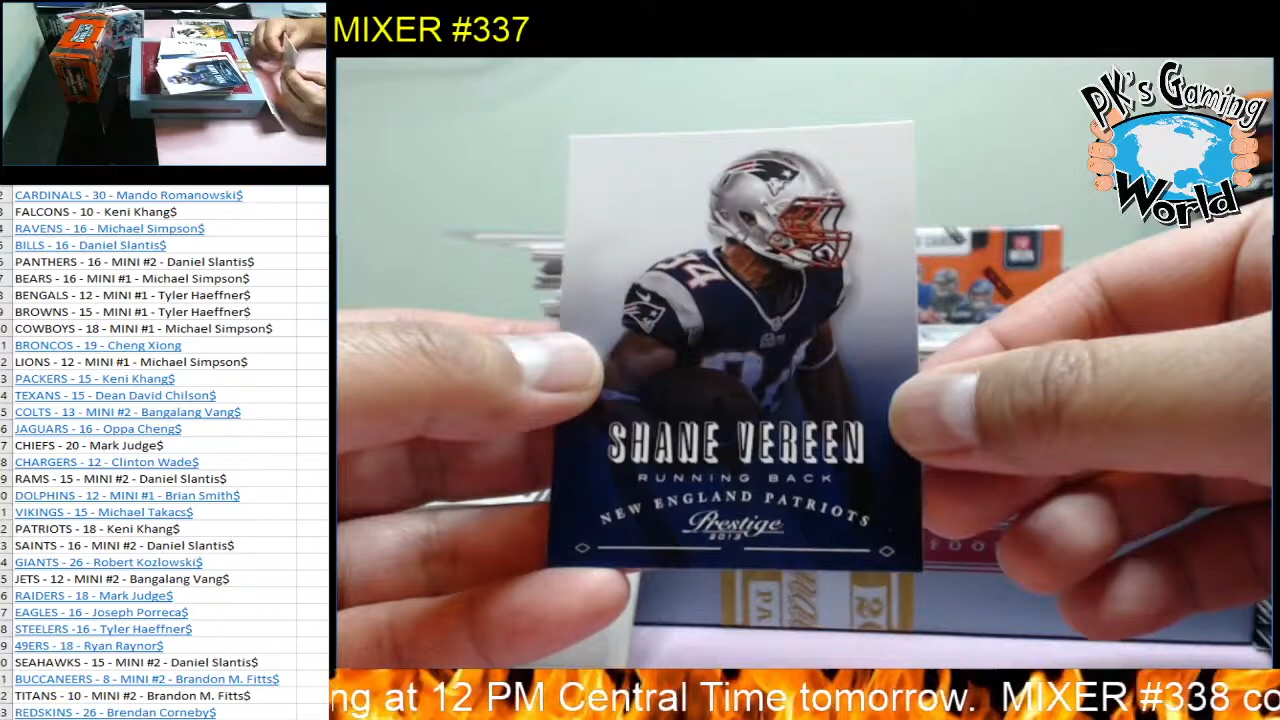 MIXER #337
PK's Gaming
World
CARDINALS - 30 - Mando Romanowski$
FALCONS - 10 - Keni Khang$
RAVENS - 16 - Michael Simpson$
BILLS - 16 - Daniel Slantis$
PANTHERS - 16 - MINI #2 - Daniel Slantis$
BEARS - 16 - MINI #1 - Michael Simpson$
BENGALS - 12 - MINI #1 - Tyler Haeffner$
BROWNS - 15 - MINI #1 - Tyler Haeffner$
COWBOYS - 18 - MINI #1 - Michael Simpson$
BRONCOS - 19 - Cheng Xiong
LIONS - 12 - MINI #1 - Michael Simpson$
PACKERS - 15 - Keni Khang$
TEXANS - 15 - Dean David Chilson$
COLTS - 13 - MINI #2 - Bangalang Vang$
JAGUARS - 16 - Oppa Cheng$
CHIEFS - 20 - Mark Judge$
CHARGERS - 12 - Clinton Wade$
RAMS - 15 - MINI #2 - Daniel Slantis$
DOLPHINS - 12 - MINI #1 - Brian Smith$
VIKINGS - 15 - Michael Takacs$
PATRIOTS - 18 - Keni Khang$
SAINTS - 16 - MINI #2 - Daniel Slantis$
GIANTS - 26 - Robert Kozlowski$
JETS - 12 - MINI #2 - Bangalang Vang$
RAIDERS - 18 - Mark Judge$
EAGLES - 16 - Joseph Porreca$
STEELERS -16 - Tyler Haeffner$
49ERS - 18 - Ryan Raynor$
SEAHAWKS - 15 - MINI #2 - Daniel Slantis$
BUCCANEERS - 8 - MINI #2 - Brandon M. Fitts$
TITANS - 10 - MINI #2 - Brandon M. Fitts$
REDSKINS - 26 - Brendan Corneby$
SHANE VEREEN
RUNNING BACK
NEW ENGLAND PATRIOTS
Prestige
2013
ng at 12 PM Central Time tomorrow. MIXER #338 co